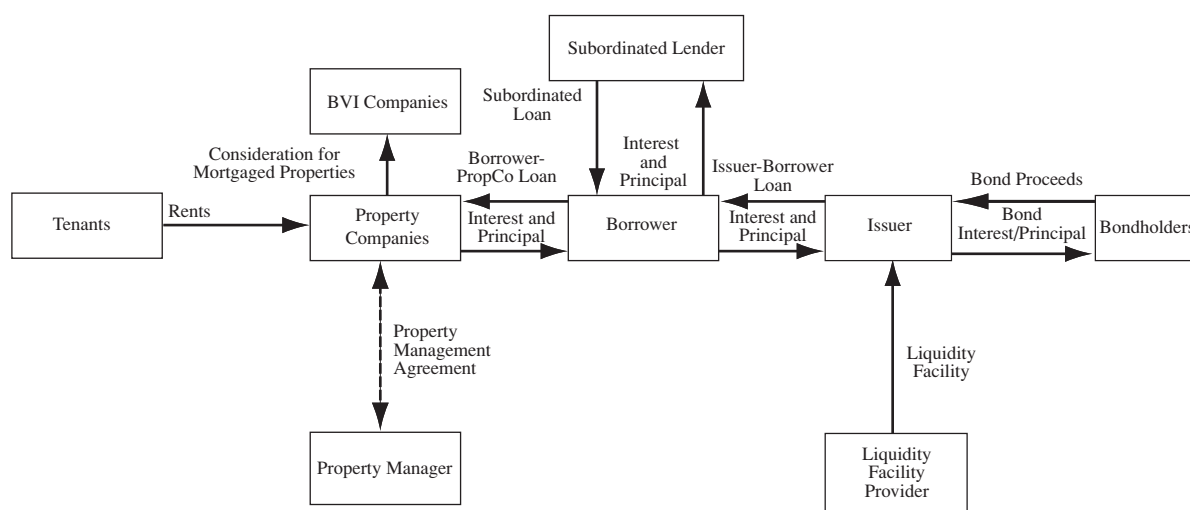 Subordinated Lender
BVI Companies
Subordinated
Loan
Consideration for
Mortgaged Properties
Borrower-
PropCo Loan
Interest
and
Principal
Issuer-Borrower
Loan
Bond Proceeds
Tenants
Rents
Property
Companies
Interest and
Principal
Borrower
Interest and
Principal
Issuer
Bond
Interest/Principal
Bondholders
Property
Management
Agreement
Liquidity
Facility
Property Manager
Liquidity
Facility
Provider